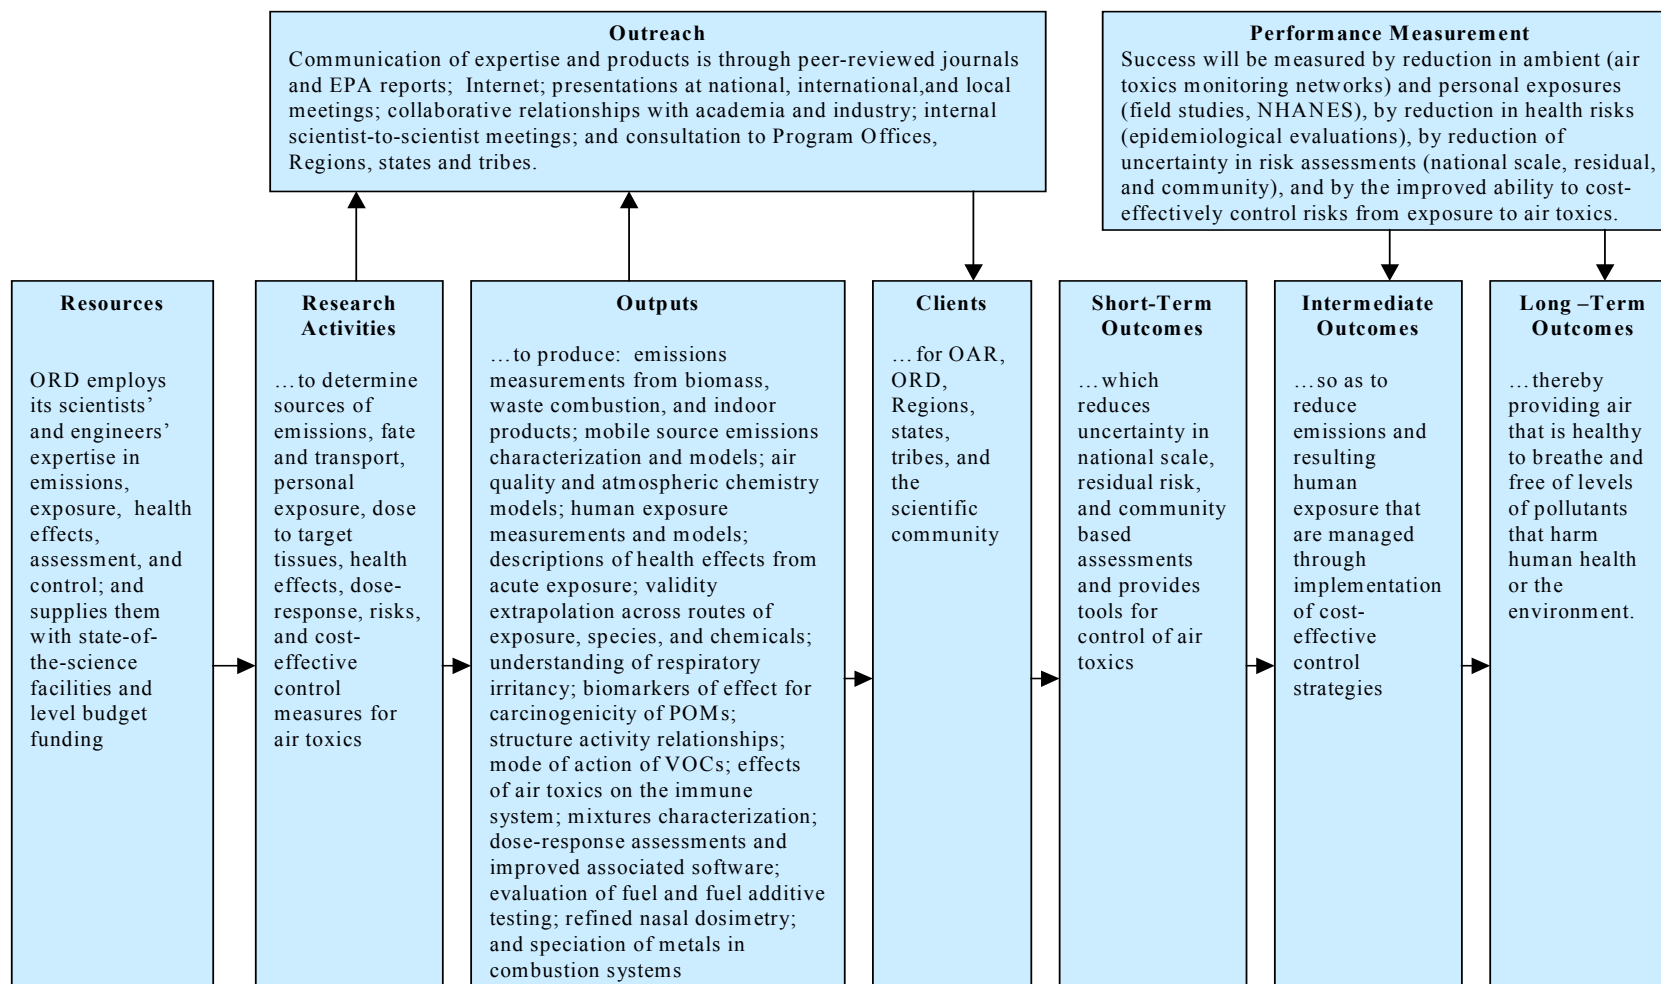 Outreach
Communication of expertise and products is through peer-reviewed journals
and EPA reports;  Internet; presentations at national, international,and local
meetings; collaborative relationships with academia and industry; internal
scientist-to-scientist meetings; and consultation to Program Offices,
Regions, states and tribes.
Performance Measurement
Success will be measured by reduction in ambient (air
toxics monitoring networks) and personal exposures
(field studies, NHANES), by reduction in health risks
(epidemiological evaluations), by reduction of
uncertainty in risk assessments (national scale, residual,
and community), and by the improved ability to cost-
effectively control risks from exposure to air toxics.
Resources
ORD employs
its scientists’
and engineers’
expertise in
emissions,
exposure,  health
effects,
assessment, and
control; and
supplies them
with state-of-
the-science
facilities and
level budget
funding
Research
Activities
…to determine
sources of
emissions, fate
and transport,
personal
exposure, dose
to target
tissues, health
effects, dose-
response, risks,
and cost-
effective
control
measures for
air toxics
Outputs
…to produce:  emissions
measurements from biomass,
waste combustion, and indoor
products; mobile source emissions
characterization and models; air
quality and atmospheric chemistry
models; human exposure
measurements and models;
descriptions of health effects from
acute exposure; validity
extrapolation across routes of
exposure, species, and chemicals;
understanding of respiratory
irritancy; biomarkers of effect for
carcinogenicity of POMs;
structure activity relationships;
mode of action of VOCs; effects
of air toxics on the immune
system; mixtures characterization;
dose-response assessments and
improved associated software;
evaluation of fuel and fuel additive
testing; refined nasal dosimetry;
and speciation of metals in
combustion systems
Clients
…for OAR,
ORD,
Regions,
states,
tribes, and
the
scientific
community
Short-Term
Outcomes
…which
reduces
uncertainty in
national scale,
residual risk,
and community
based
assessments
and provides
tools for
control of air
toxics
Intermediate
Outcomes
…so as to
reduce
emissions and
resulting
human
exposure that
are managed
through
implementation
of cost-
effective
control
strategies
Long –Term
Outcomes
…thereby
providing air
that is healthy
to breathe and
free of levels
of pollutants
that harm
human health
or the
environment.